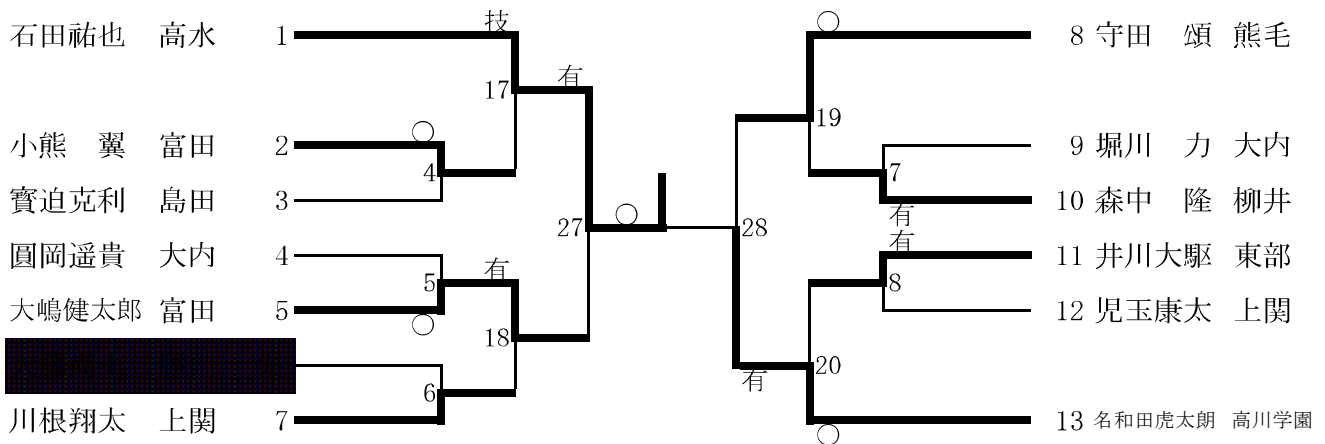 石田祐也 高水 1
小熊 翼 富田 2
寳迫克利 島田 3
圓岡遥貴 大内 4
大嶋健太郎 富田 5
川根翔太 上関 7
技
17
有
○
4
27
○
5
有
○
18
6
○
19
7
有
有
28
8
20
有
○
8 守田 頌 熊毛
9 堀川 力 大内
10 森中 隆 柳井
11 井川大駆 東部
12 児玉康太 上関
13 名和田虎太朗 高川学園